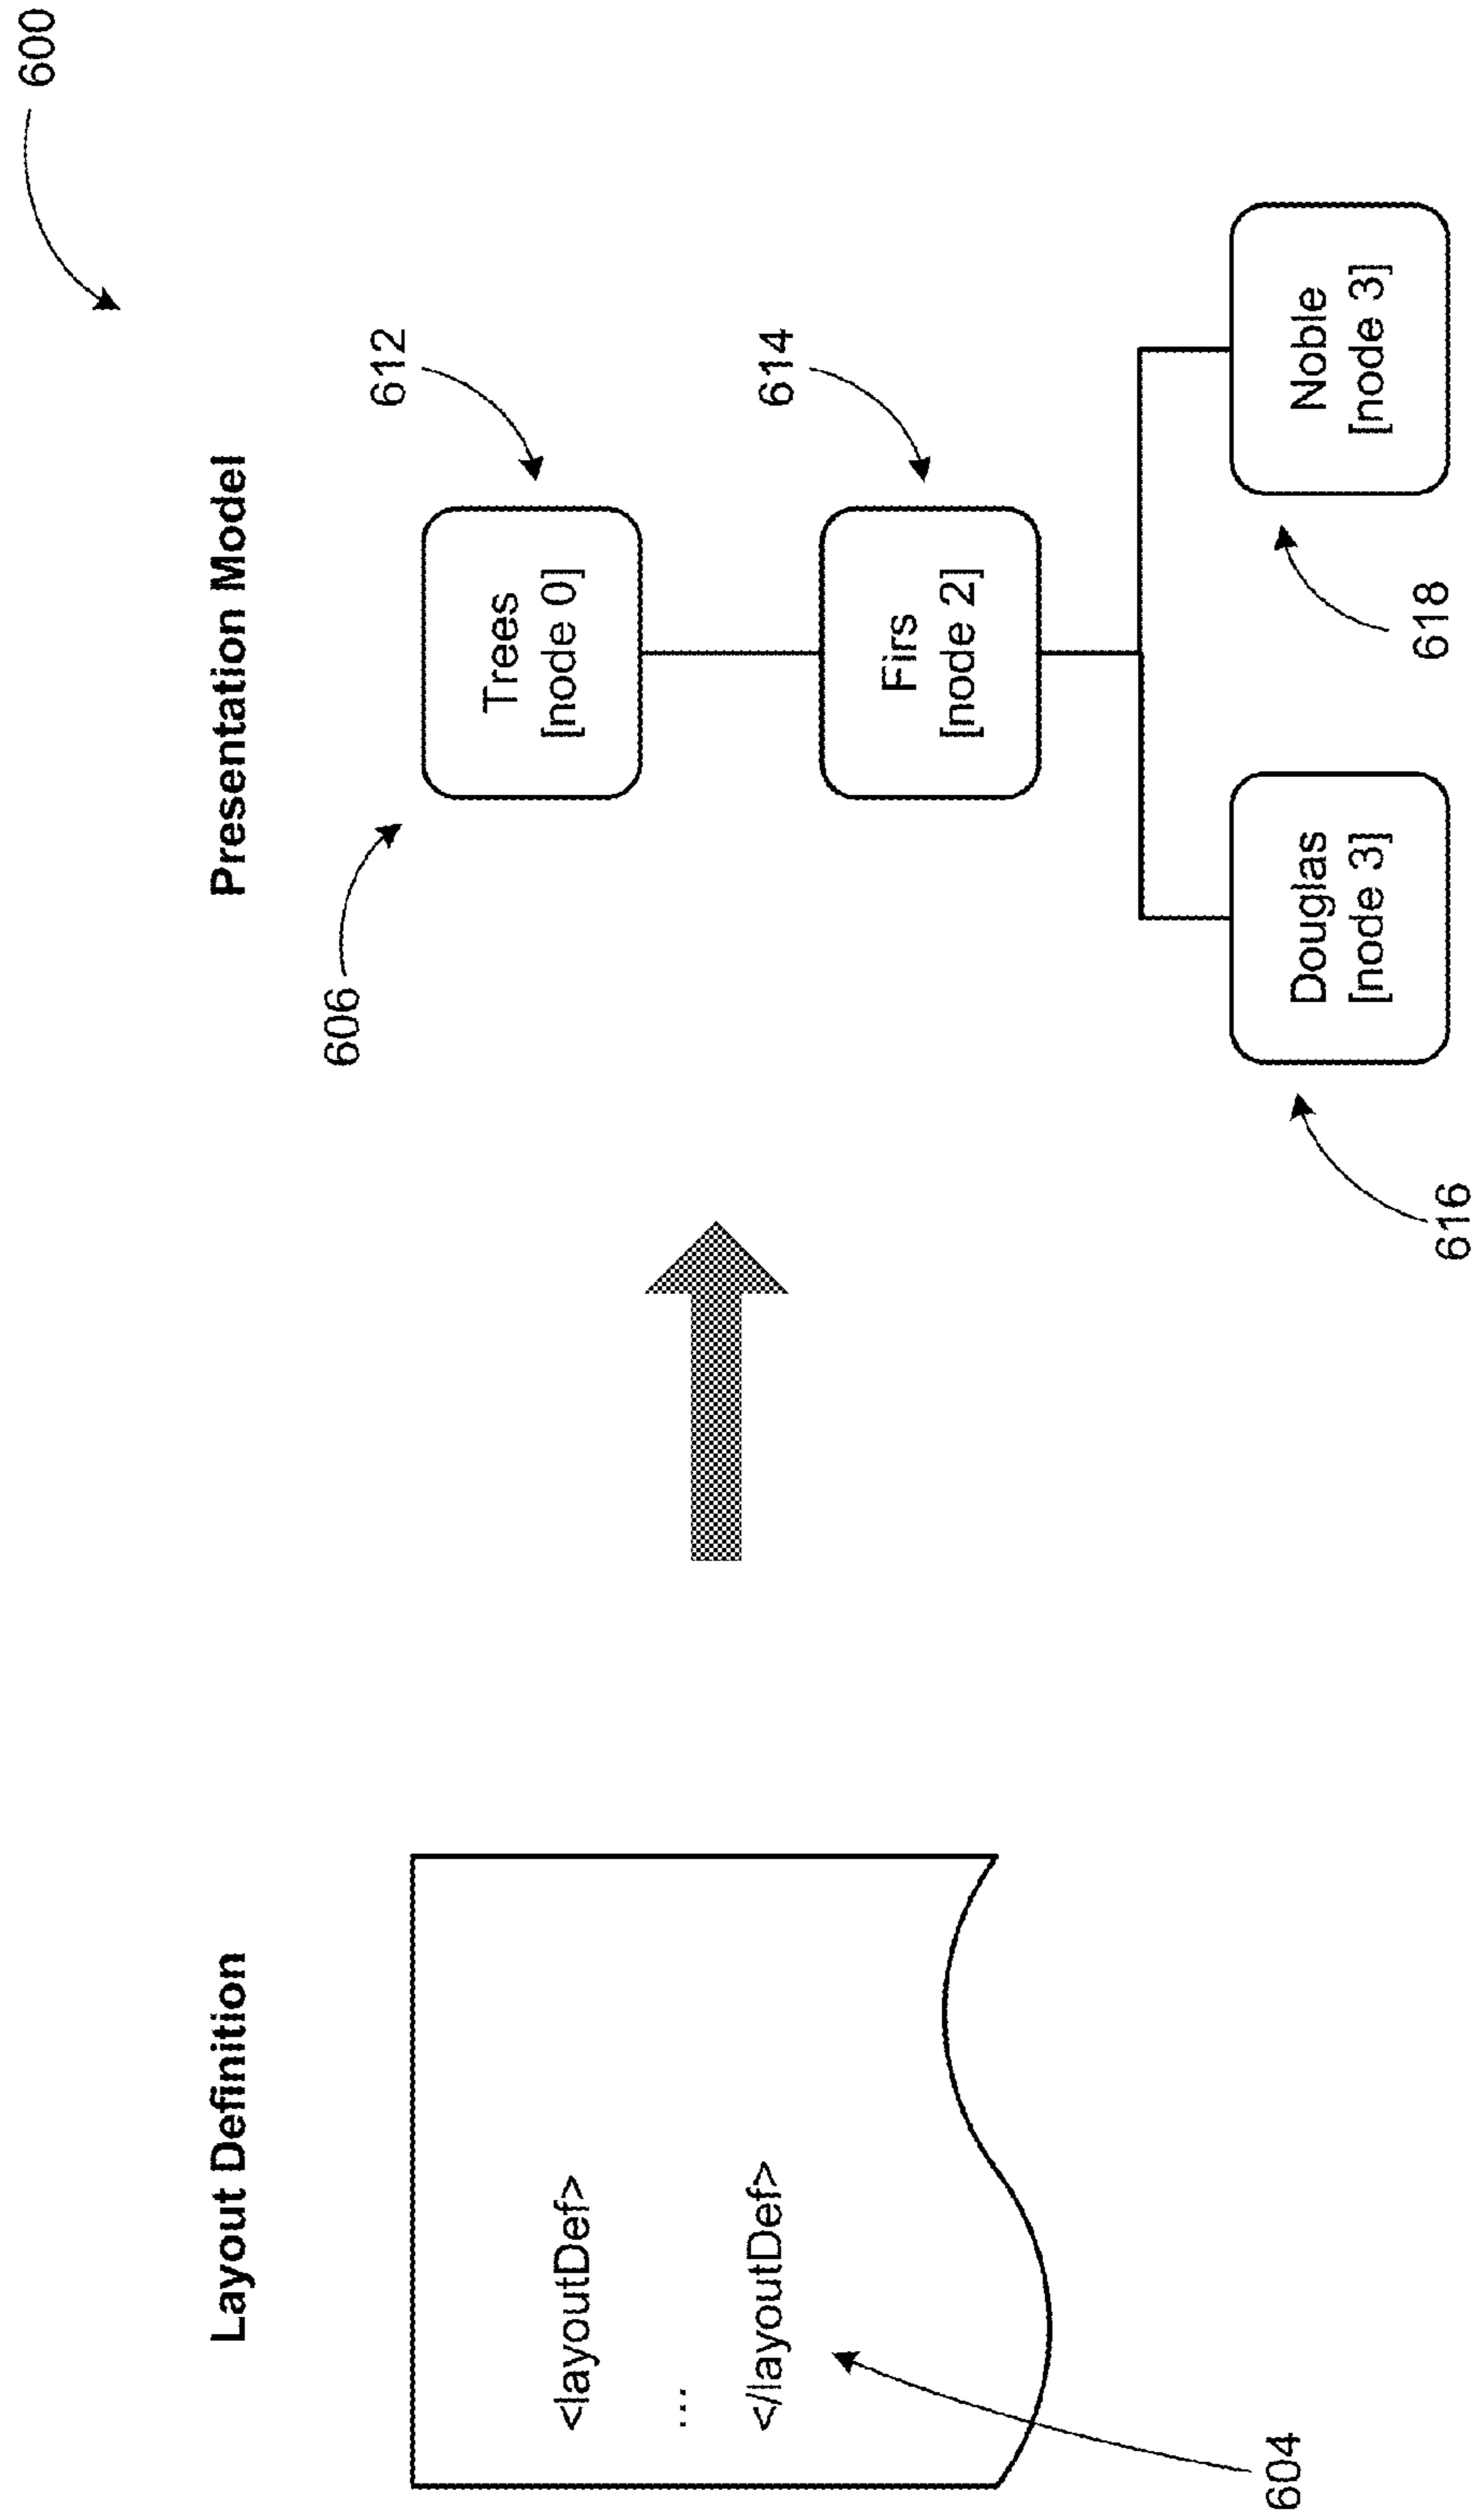 600
Layout Definition
Presentation Model
<layoutDef>
...
</layoutDef>
604
606
612
Trees
[node 0]
614
Firs
[node 2]
616
Douglas
[node 3]
618
Noble
[node 3]